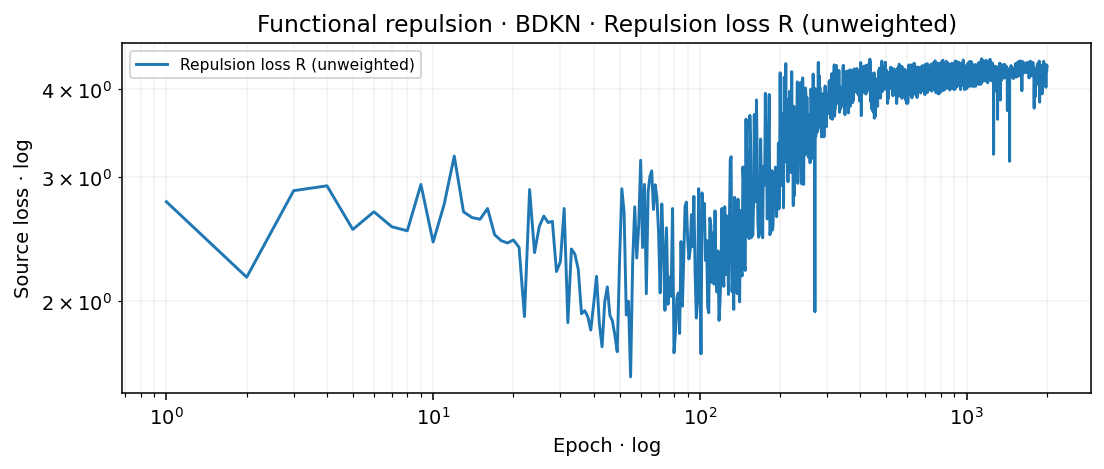 Functional repulsion · BDKN · Repulsion loss R (unweighted)
Repulsion loss R (unweighted)
Source loss · log
4 × 10⁰
3 × 10⁰
2 × 10⁰
10⁰ 10¹ 10² 10³
Epoch · log